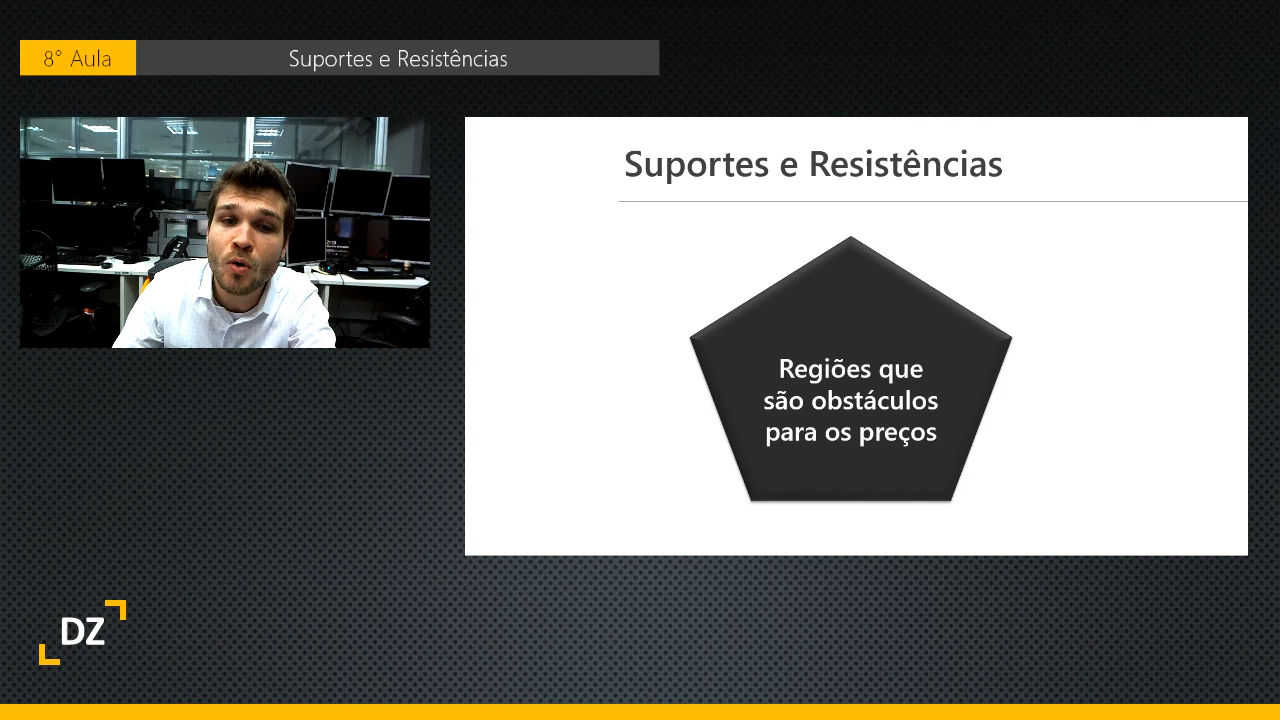 8° Aula
Suportes e Resistências
Suportes e Resistências
Regiões que
são obstáculos
para os preços
DZ